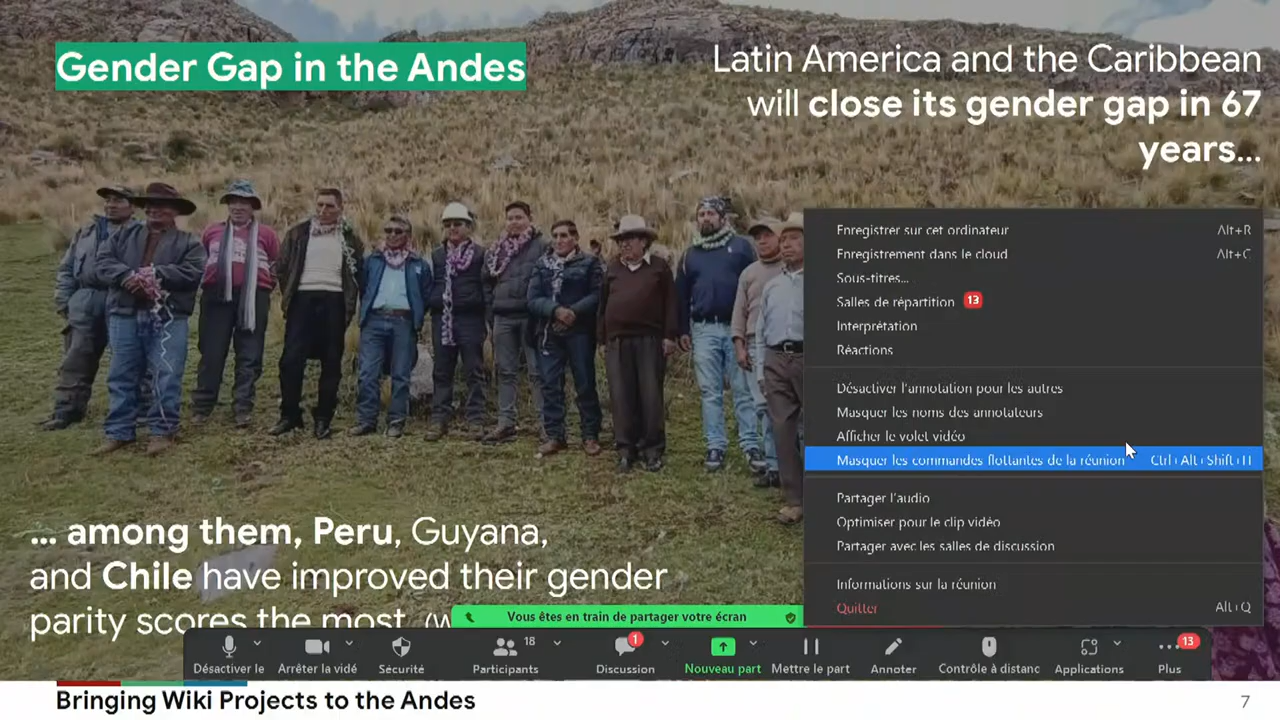 Gender Gap in the Andes
Latin America and the Caribbean
will close its gender gap in 67
years...
Enregistrer sur cet ordinateur Alt+R
Enregistrement dans le cloud Alt+C
Sous-titres...
Salles de répartition 13
Interprétation
Réactions
Désactiver l'annotation pour les autres
Masquer les noms des annotateurs
Afficher le volet vidéo
Masquer les commandes flottantes de la réunion Ctrl+Alt+Shift+H
Partager l'audio
Optimiser pour le clip vidéo
Partager avec les salles de discussion
Informations sur la réunion
Quitter Alt+Q
... among them, Peru, Guyana,
and Chile have improved their gender
parity scores the most (w
Vous êtes en train de partager votre écran
18 1 13
Désactiver le Arrêter la vidé Sécurité Participants Discussion Nouveau part Mettre le part Annoter Contrôle à distanc Applications Plus
Bringing Wiki Projects to the Andes
7